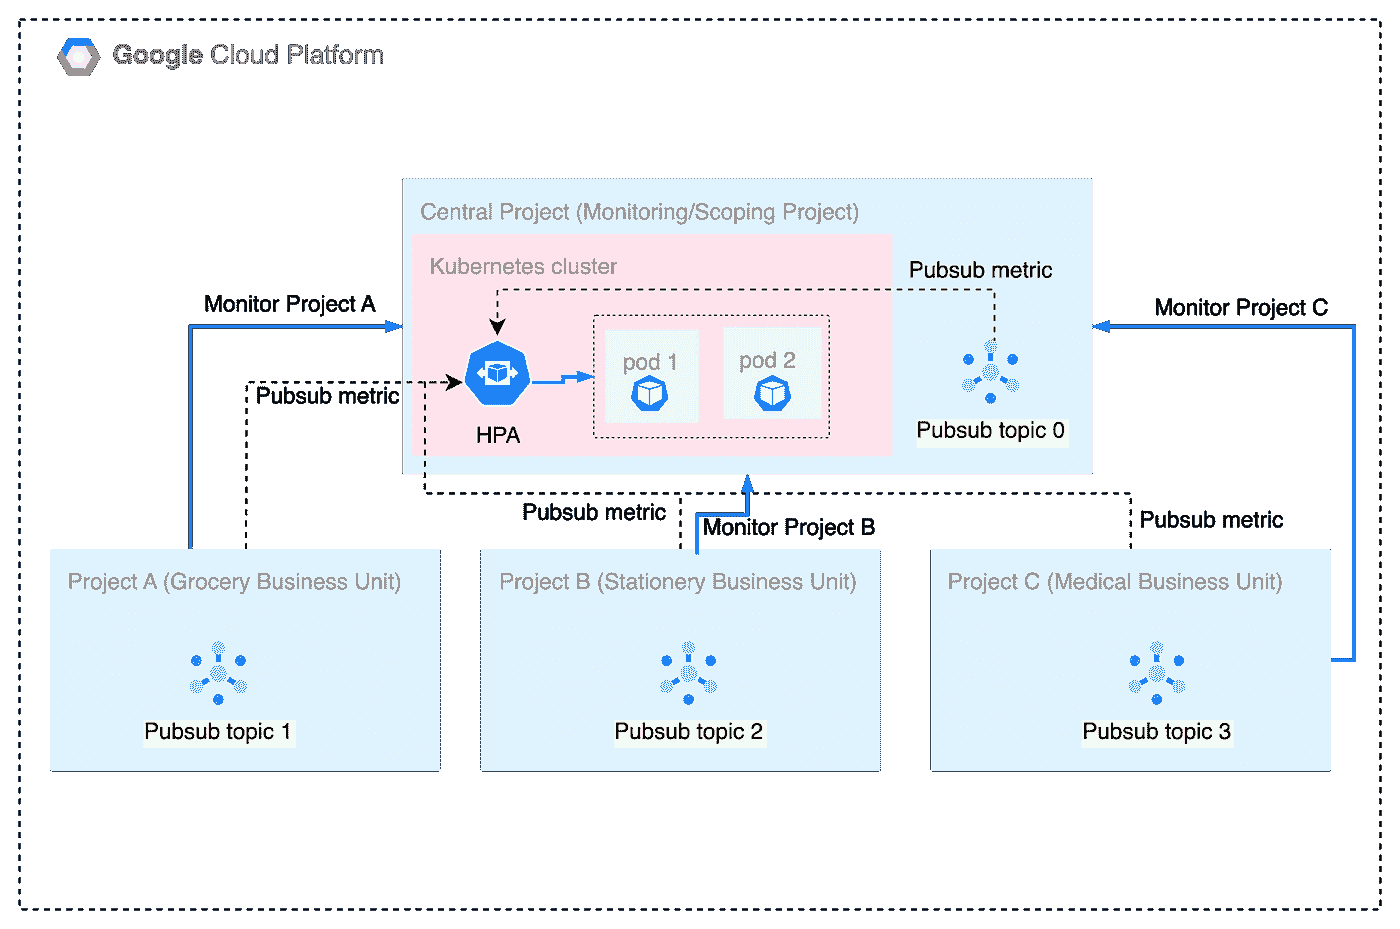 Google Cloud Platform
Central Project (Monitoring/Scoping Project)
Kubernetes cluster
Pubsub metric
Monitor Project A
Monitor Project C
pod 1
pod 2
Pubsub metric
HPA
Pubsub topic 0
Pubsub metric
Monitor Project B
Pubsub metric
Project A (Grocery Business Unit)
Project B (Stationery Business Unit)
Project C (Medical Business Unit)
Pubsub topic 1
Pubsub topic 2
Pubsub topic 3